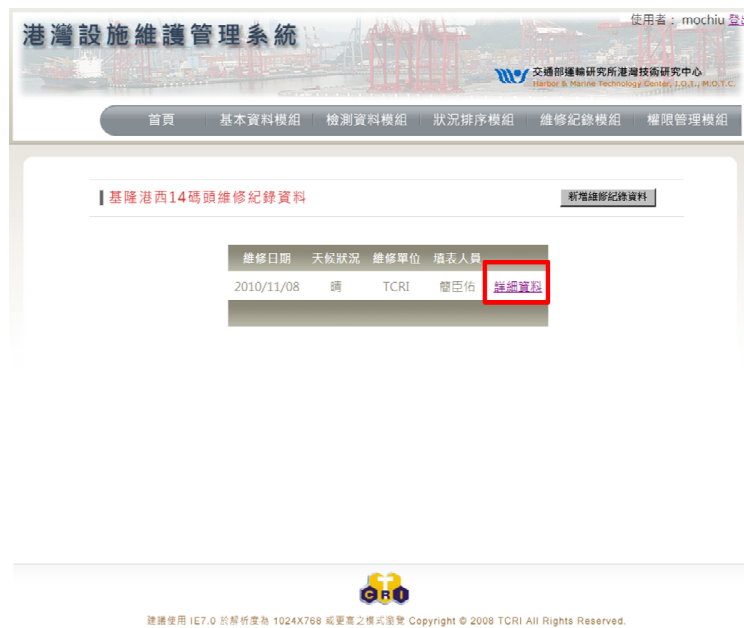 使用者： mochiu 登出
港灣設施維護管理系統
交通部運輸研究所港灣技術研究中心
Harbor & Marine Technology Center, I.O.T., M.O.T.C.
首頁 基本資料模組 檢測資料模組 狀況排序模組 維修紀錄模組 權限管理模組
基隆港西14碼頭維修紀錄資料 新增維修紀錄資料
維修日期 天候狀況 維修單位 填表人員
2010/11/08 晴 TCRI 簡臣佑 詳細資料
CRI
建議使用 IE7.0 於解析度為 1024X768 或更高之模式瀏覽 Copyright © 2008 TCRI All Rights Reserved.